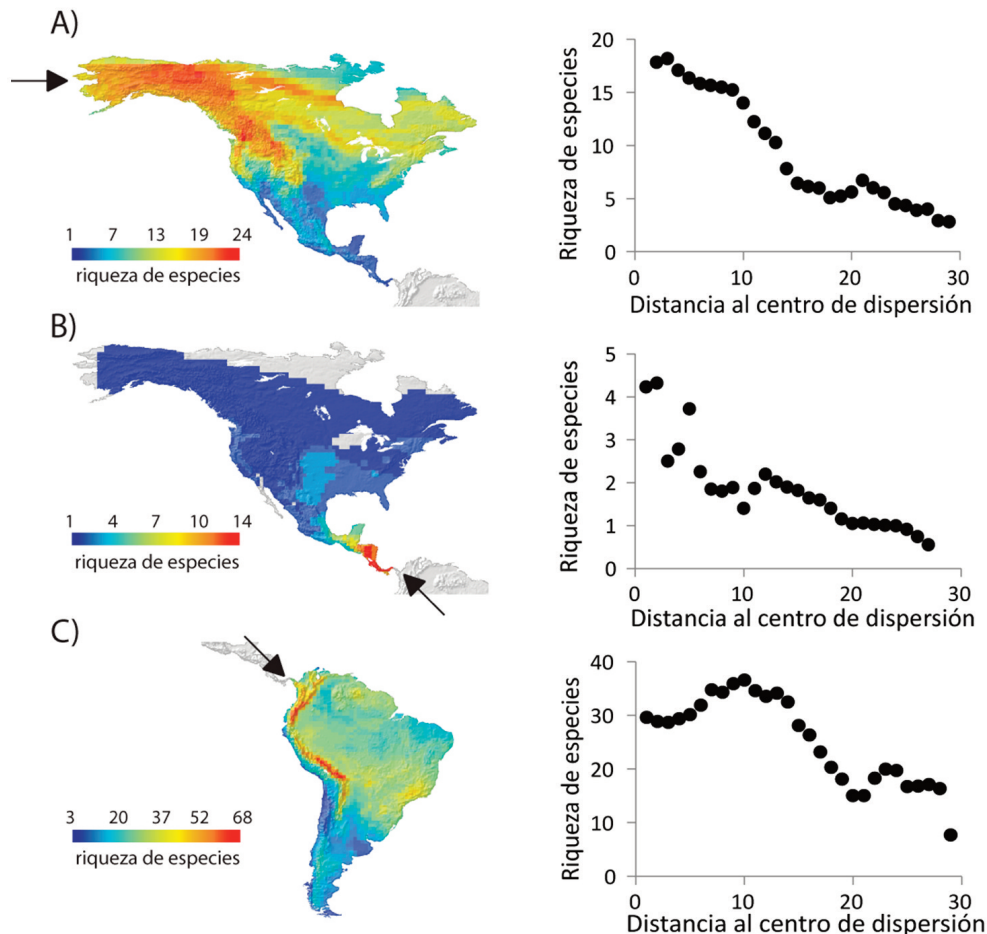 A)
1 7 13 19 24
riqueza de especies
Riqueza de especies
20
15
10
5
0
0 10 20 30
Distancia al centro de dispersión
B)
1 4 7 10 14
riqueza de especies
Riqueza de especies
5
4
3
2
1
0
0 10 20 30
Distancia al centro de dispersión
C)
3 20 37 52 68
riqueza de especies
Riqueza de especies
40
30
20
10
0
0 10 20 30
Distancia al centro de dispersión